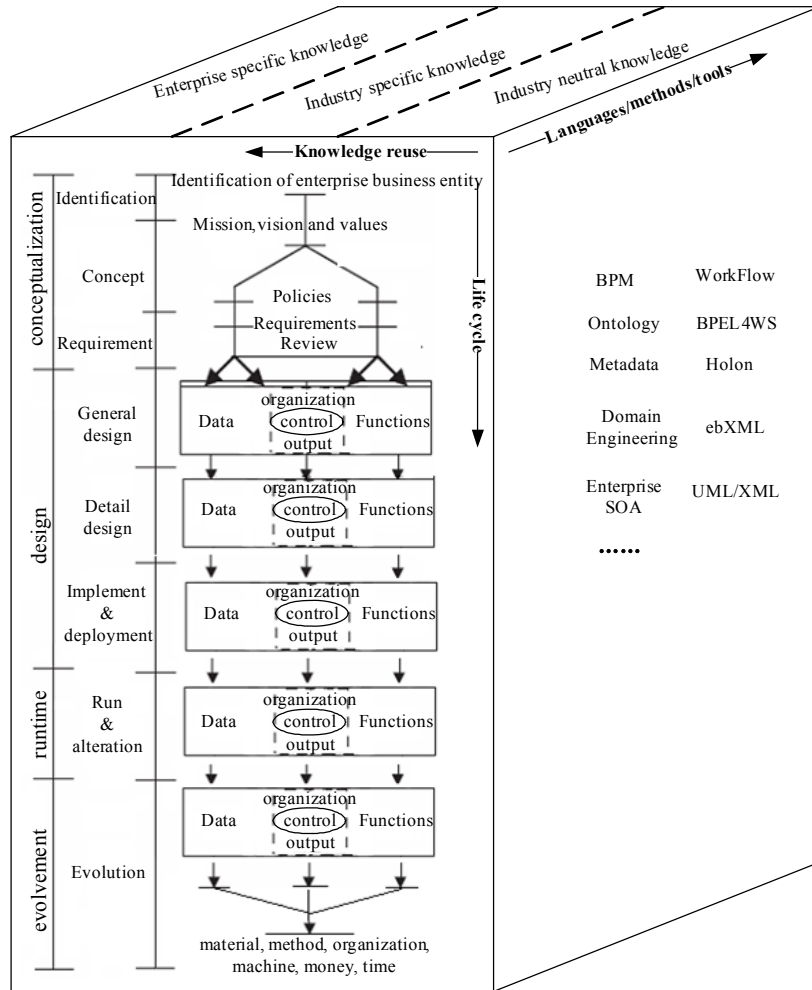 Enterprise specific knowledge
Industry specific knowledge
Industry neutral knowledge
Languages/methods/tools
Knowledge reuse
Life cycle
conceptualization
design
runtime
evolvement
Identification
Concept
Requirement
General
design
Detail
design
Implement
&
deployment
Run
&
alteration
Evolution
Identification of enterprise business entity
Mission,vision and values
Policies
Requirements
Review
organization
Data control Functions
output
organization
Data control Functions
output
organization
Data control Functions
output
organization
Data control Functions
output
organization
Data control Functions
output
material, method, organization,
machine, money, time
BPM WorkFlow
Ontology BPEL4WS
Metadata Holon
Domain
Engineering ebXML
Enterprise
SOA UML/XML
......